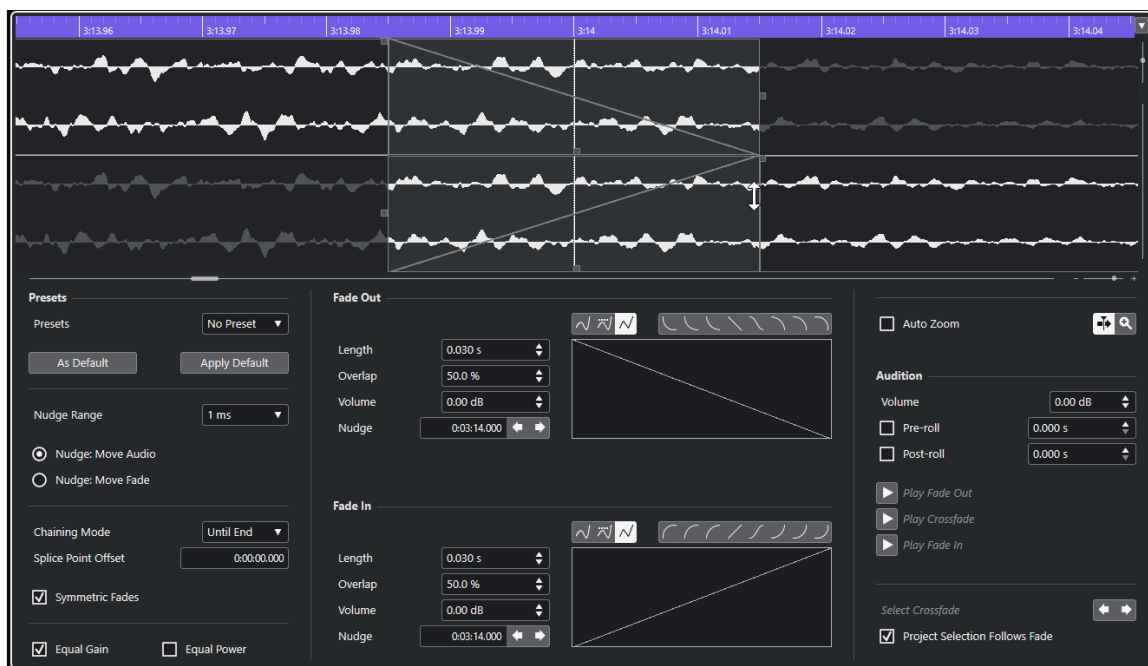 3:13.96 3:13.97 3:13.98 3:13.99 3:14 3:14.01 3:14.02 3:14.03 3:14.04
Presets
Presets No Preset
As Default Apply Default
Nudge Range 1 ms
Nudge: Move Audio
Nudge: Move Fade
Chaining Mode Until End
Splice Point Offset 0:00:00.000
Symmetric Fades
Equal Gain Equal Power
Fade Out
Length 0.030 s
Overlap 50.0 %
Volume 0.00 dB
Nudge 0:03:14.000
Fade In
Length 0.030 s
Overlap 50.0 %
Volume 0.00 dB
Nudge 0:03:14.000
Auto Zoom
Audition
Volume 0.00 dB
Pre-roll 0.000 s
Post-roll 0.000 s
Play Fade Out
Play Crossfade
Play Fade In
Select Crossfade
Project Selection Follows Fade